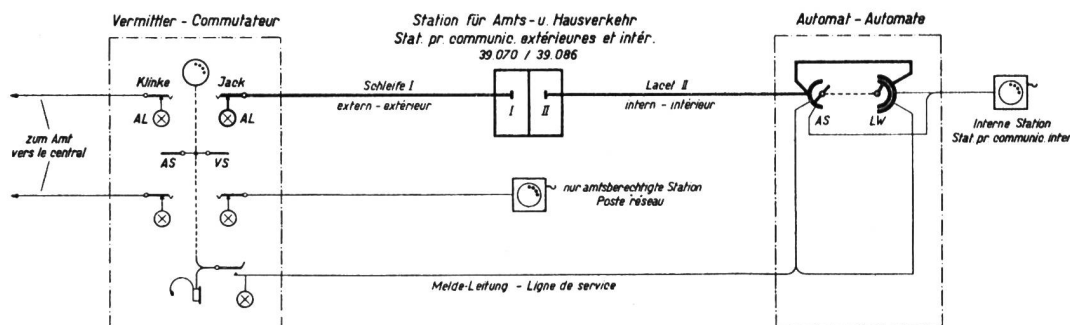 Vermittler - Commutateur
Station für Amts- u. Hausverkehr
Stat. pr. communic. extérieures et intér.
39.070 / 39.086
Automat - Automate
Klinke
Jack
Schleife I
extern - extérieur
I
II
Lacet II
intern - intérieur
AL
AL
AS
LW
zum Amt
vers le central
AS
VS
Interne Station
Stat. pr. communic. inter
nur amtsberechtigte Station
Poste réseau
Melde-Leitung - Ligne de service